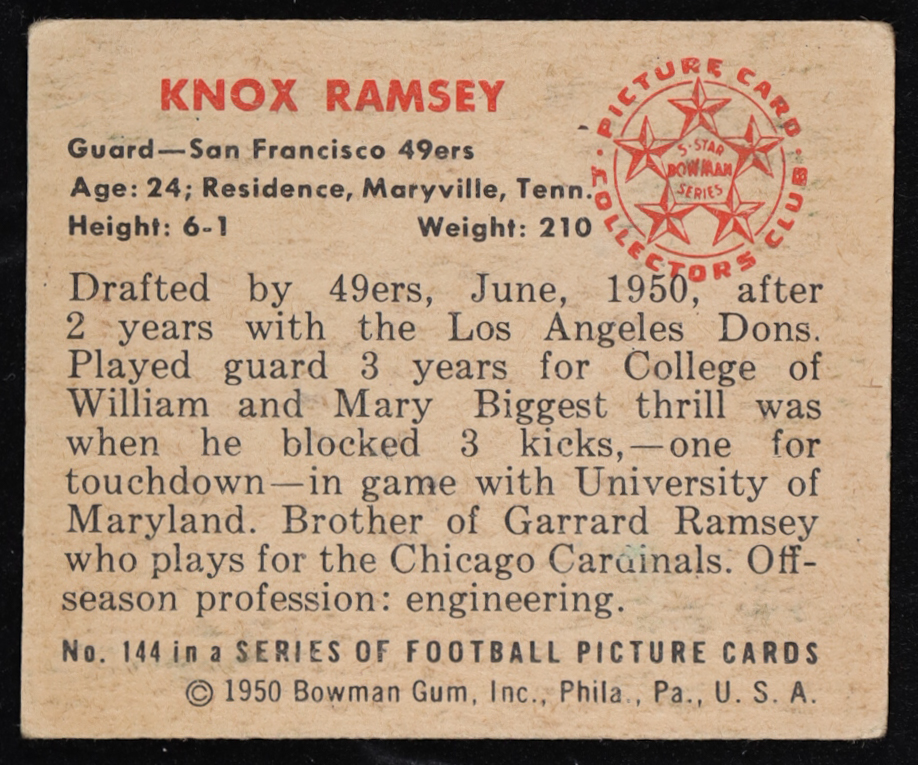 KNOX RAMSEY
Guard—San Francisco 49ers
Age: 24; Residence, Maryville, Tenn.
Height: 6-1 Weight: 210
PICTURE CARD
COLLECTORS CLUB
5-STAR
BOWMAN
SERIES
Drafted by 49ers, June, 1950, after
2 years with the Los Angeles Dons.
Played guard 3 years for College of
William and Mary Biggest thrill was
when he blocked 3 kicks,—one for
touchdown—in game with University of
Maryland. Brother of Garrard Ramsey
who plays for the Chicago Cardinals. Off-
season profession: engineering.
No. 144 in a SERIES OF FOOTBALL PICTURE CARDS
© 1950 Bowman Gum, Inc., Phila., Pa., U. S. A.